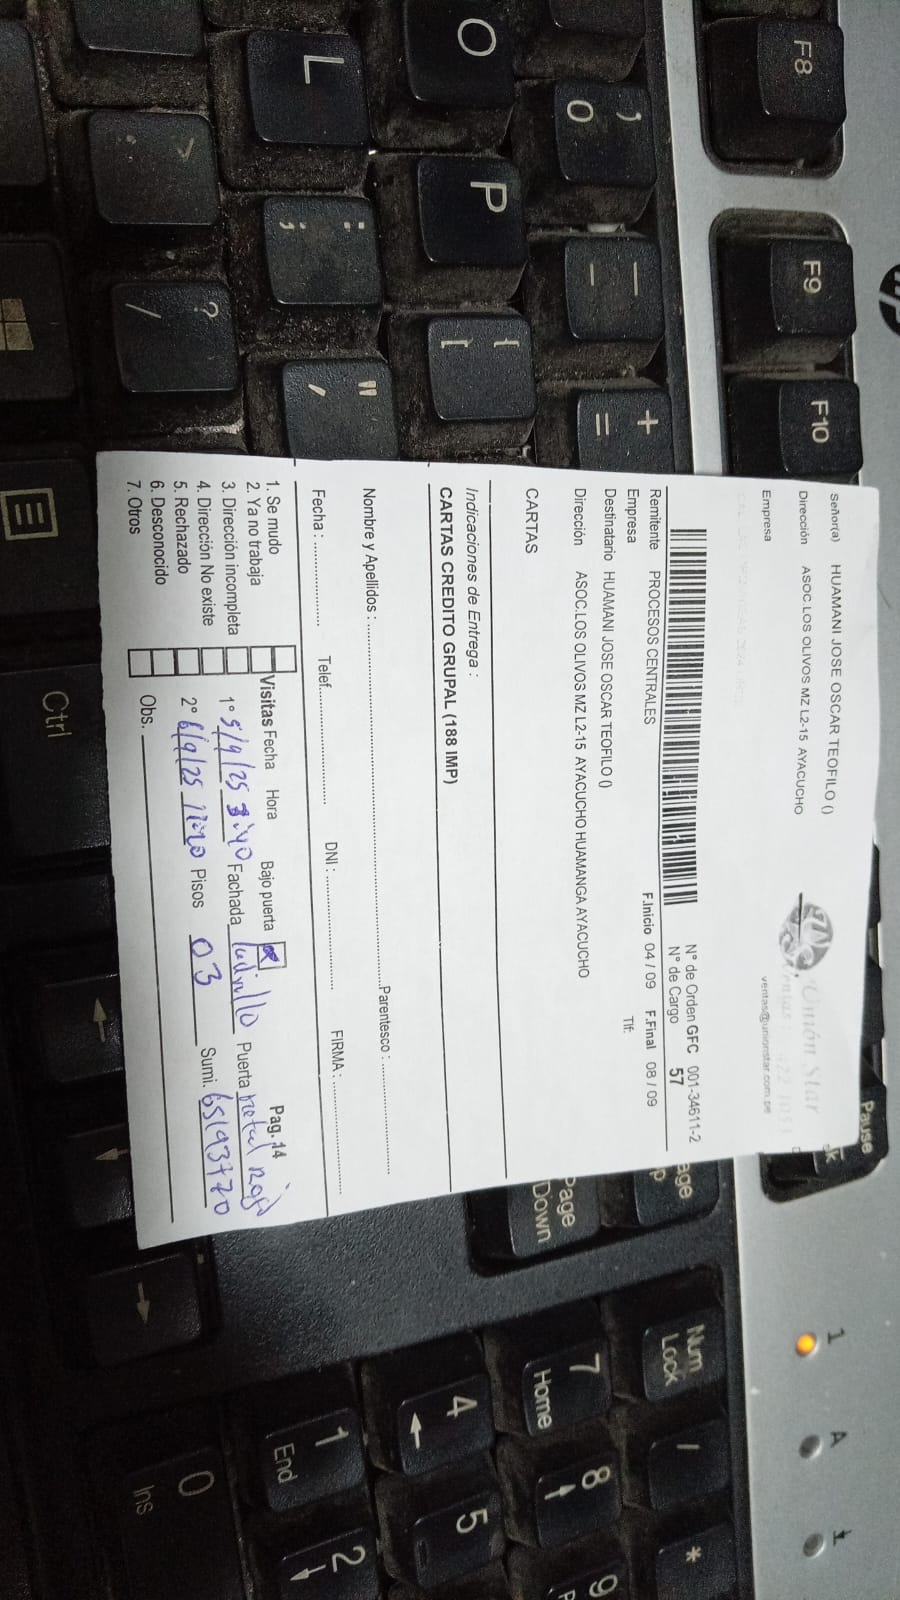 Señor(a) HUAMANI JOSE OSCAR TEOFILO ()
Dirección ASOC.LOS OLIVOS MZ L2-15 AYACUCHO
Empresa
Unión Star
ventas@unionstar.com.pe
N° de Orden GFC 001-34611-2
N° de Cargo 57
Remitente PROCESOS CENTRALES F.Inicio 04 / 09 F.Final 08 / 09
Empresa Tlf:
Destinatario HUAMANI JOSE OSCAR TEOFILO ()
Dirección ASOC.LOS OLIVOS MZ L2-15 AYACUCHO HUAMANGA AYACUCHO
CARTAS
Indicaciones de Entrega :
CARTAS CREDITO GRUPAL (188 IMP)
Nombre y Apellidos : Parentesco :
Fecha : Telef. DNI : FIRMA :
1. Se mudo
2. Ya no trabaja
3. Dirección incompleta
4. Dirección No existe
5. Rechazado
6. Desconocido
7. Otros
Visitas Fecha Hora Bajo puerta Pag. 14
1° 5/9/25 3:40 Fachada ladrillo Puerta metal
2° 6/9/25 Pisos 03 Sumi. 65193770
Obs.
F8
F9
F10
Pause
O
P
L
Ctrl
Page Down
Num Lock
7 Home
8
9
4
5
1 End
2
0 Ins
/
*
1 A